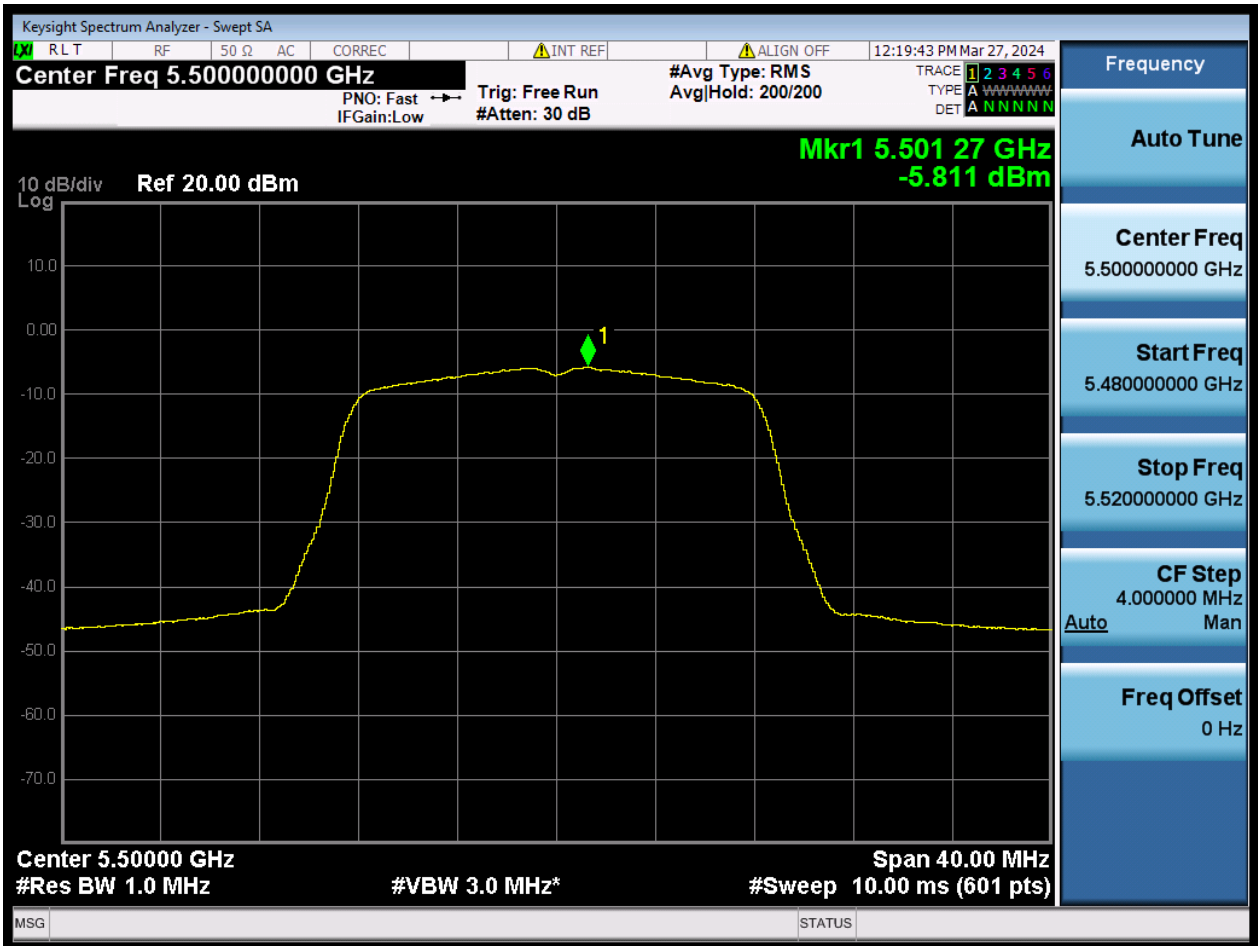 Keysight Spectrum Analyzer - Swept SA
LXI RLT RF 50 Ω AC CORREC ⚠INT REF ⚠ALIGN OFF 12:19:43 PM Mar 27, 2024
Center Freq 5.500000000 GHz
PNO: Fast
IFGain:Low
Trig: Free Run
#Atten: 30 dB
#Avg Type: RMS
Avg|Hold: 200/200
TRACE 1 2 3 4 5 6
TYPE A WWWWW
DET A N N N N N
Mkr1 5.501 27 GHz
-5.811 dBm
10 dB/div Ref 20.00 dBm
Log
10.0
0.00
-10.0
-20.0
-30.0
-40.0
-50.0
-60.0
-70.0
1
Center 5.50000 GHz Span 40.00 MHz
#Res BW 1.0 MHz #VBW 3.0 MHz* #Sweep 10.00 ms (601 pts)
MSG STATUS
Frequency
Auto Tune
Center Freq
5.500000000 GHz
Start Freq
5.480000000 GHz
Stop Freq
5.520000000 GHz
CF Step
4.000000 MHz
Auto Man
Freq Offset
0 Hz